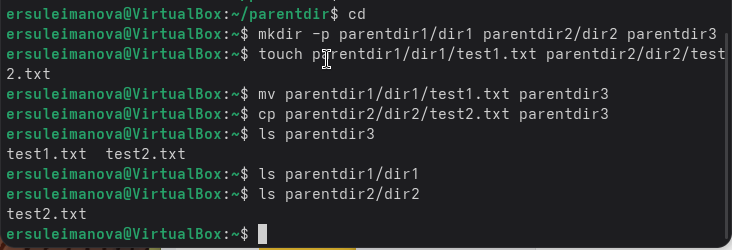 ersuleimanova@VirtualBox:~/parentdir$ cd
ersuleimanova@VirtualBox:~$ mkdir -p parentdir1/dir1 parentdir2/dir2 parentdir3
ersuleimanova@VirtualBox:~$ touch parentdir1/dir1/test1.txt parentdir2/dir2/test
2.txt
ersuleimanova@VirtualBox:~$ mv parentdir1/dir1/test1.txt parentdir3
ersuleimanova@VirtualBox:~$ cp parentdir2/dir2/test2.txt parentdir3
ersuleimanova@VirtualBox:~$ ls parentdir3
test1.txt  test2.txt
ersuleimanova@VirtualBox:~$ ls parentdir1/dir1
ersuleimanova@VirtualBox:~$ ls parentdir2/dir2
test2.txt
ersuleimanova@VirtualBox:~$